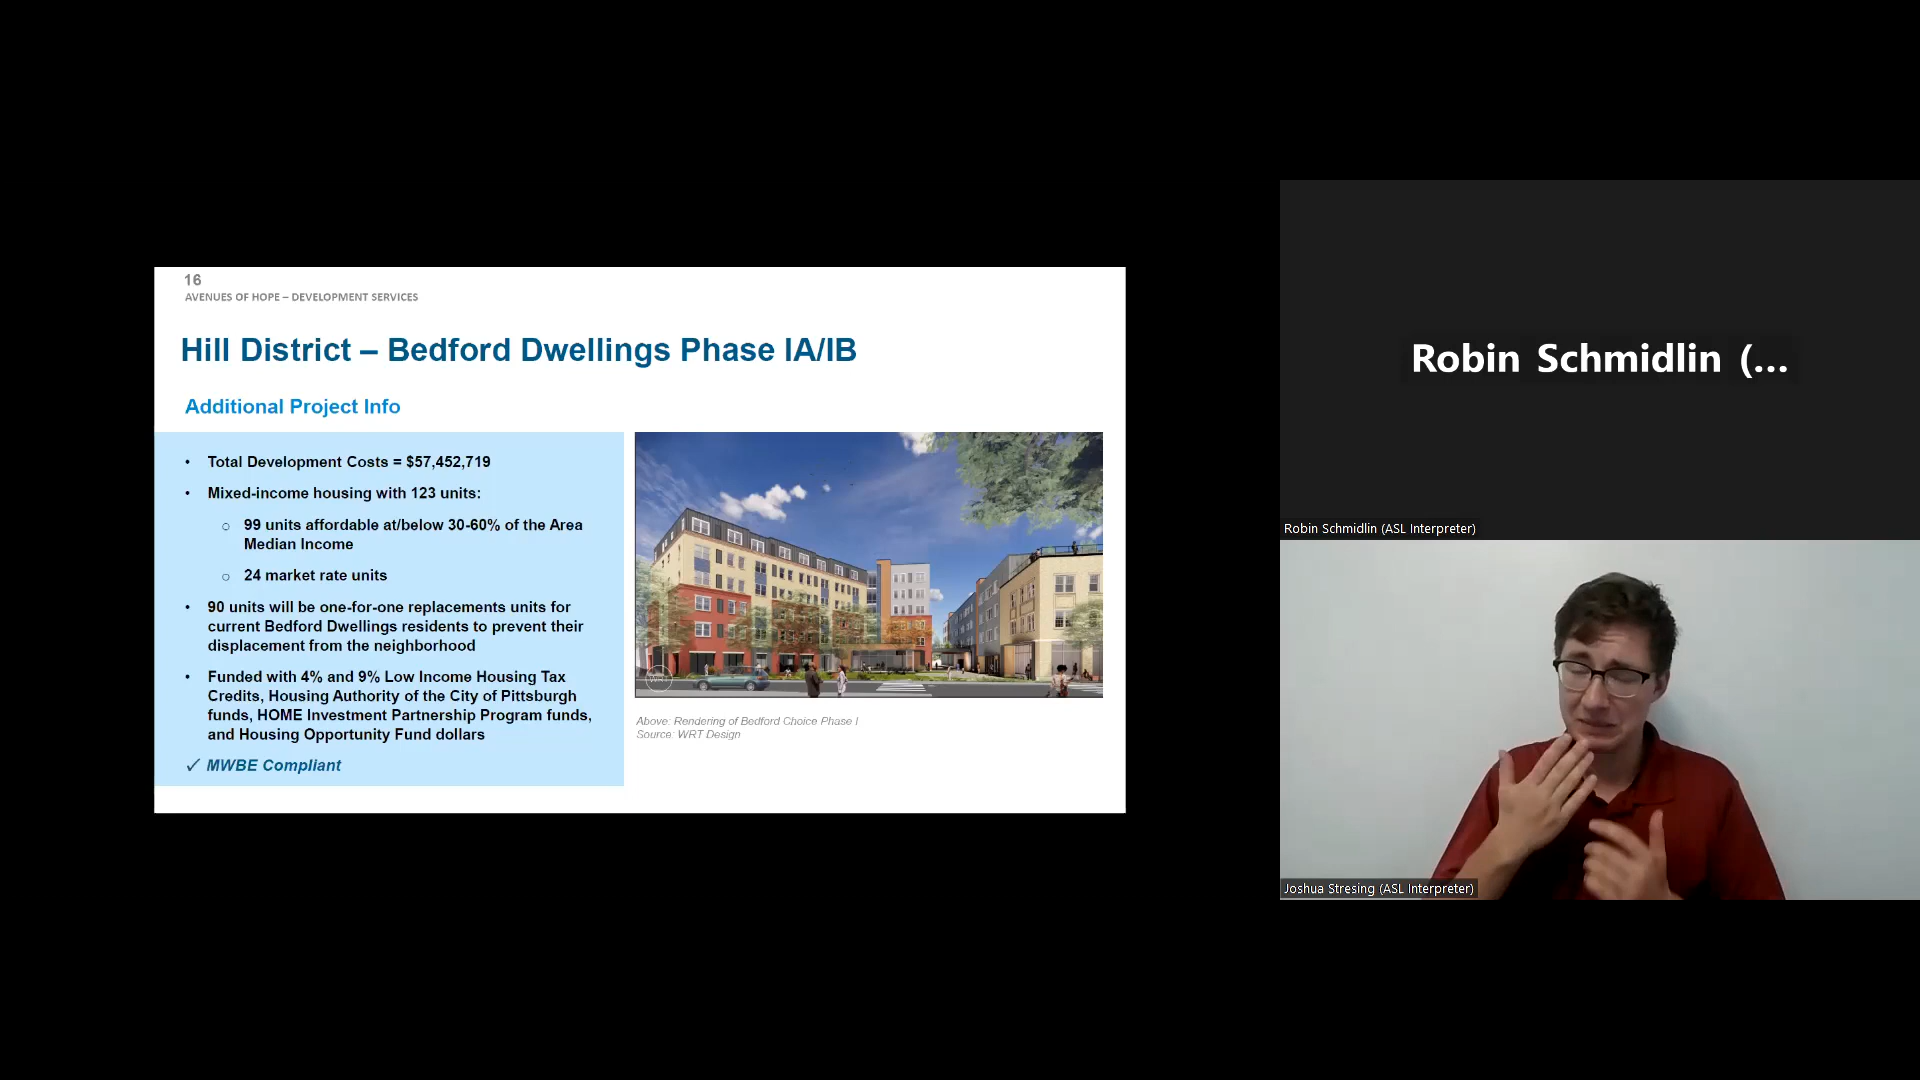 16
AVENUES OF HOPE – DEVELOPMENT SERVICES
Hill District – Bedford Dwellings Phase IA/IB
Additional Project Info
• Total Development Costs = $57,452,719
• Mixed-income housing with 123 units:
○ 99 units affordable at/below 30-60% of the Area
Median Income
○ 24 market rate units
• 90 units will be one-for-one replacements units for
current Bedford Dwellings residents to prevent their
displacement from the neighborhood
• Funded with 4% and 9% Low Income Housing Tax
Credits, Housing Authority of the City of Pittsburgh
funds, HOME Investment Partnership Program funds,
and Housing Opportunity Fund dollars
✓ MWBE Compliant
Above: Rendering of Bedford Choice Phase I
Source: WRT Design
Robin Schmidlin (...
Robin Schmidlin (ASL Interpreter)
Joshua Stresing (ASL Interpreter)